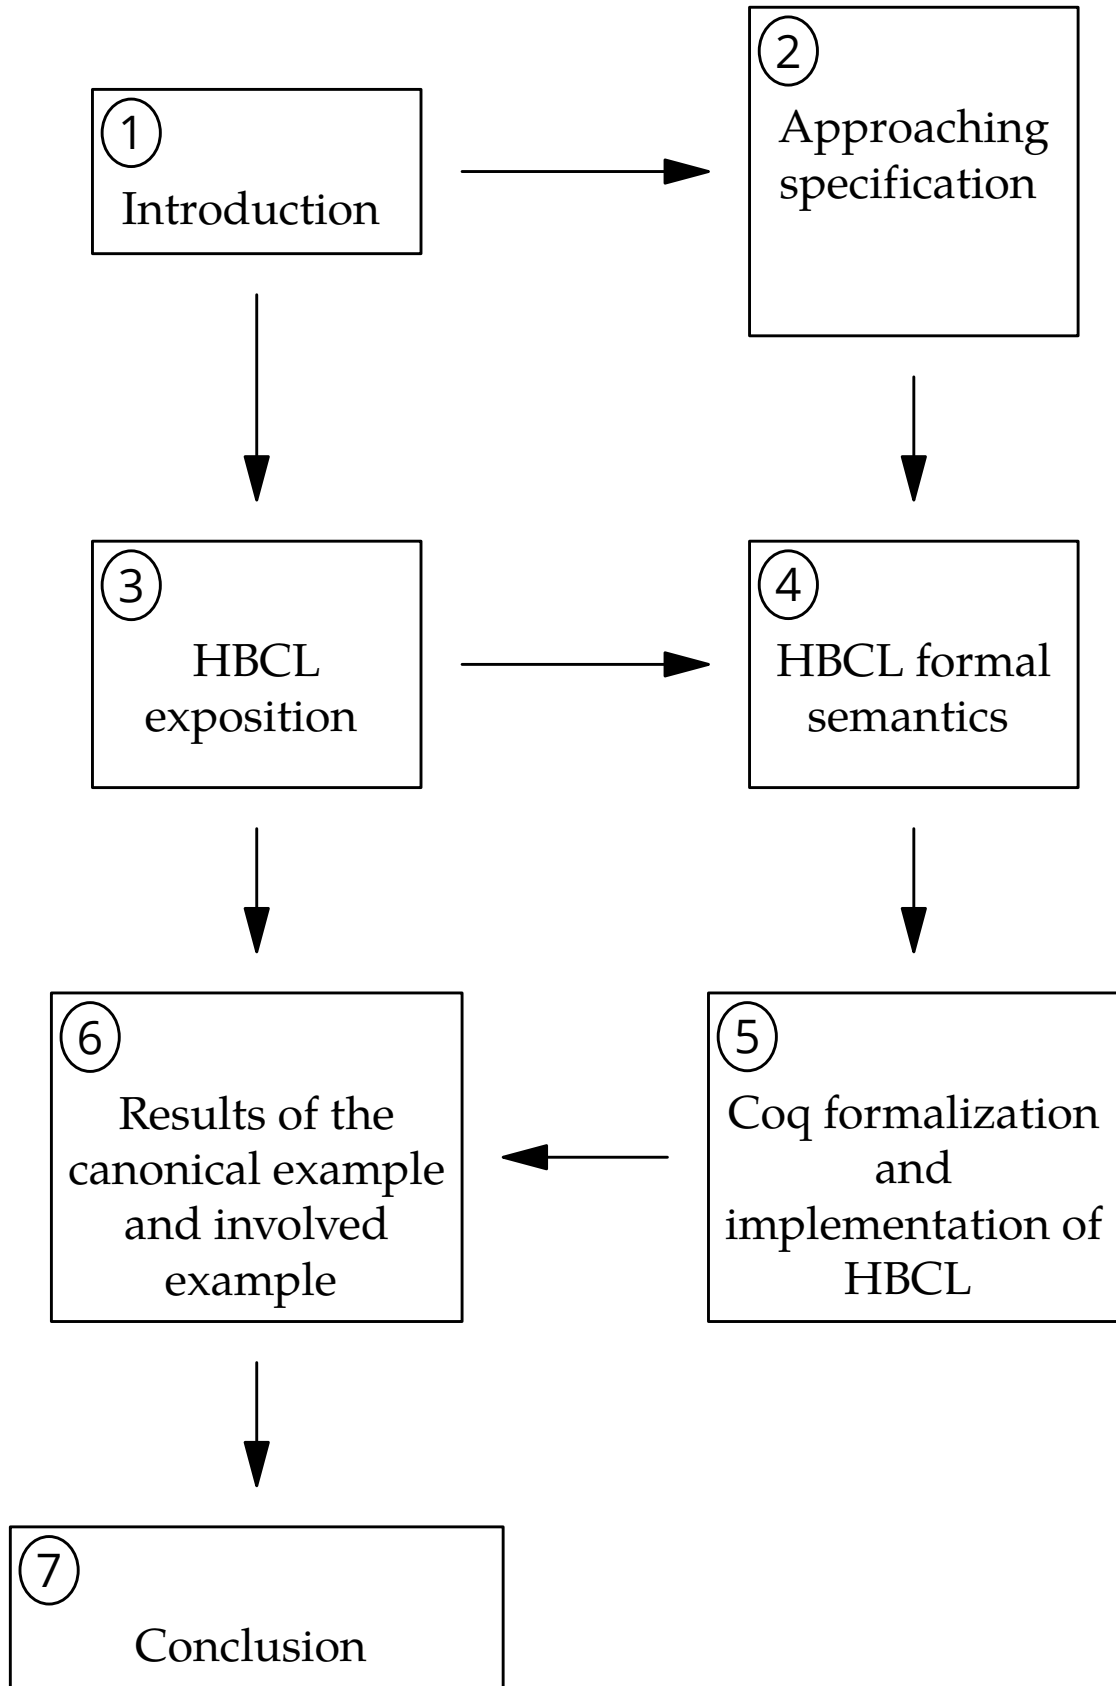 1
Introduction
2
Approaching
specification
3
HBCL
exposition
4
HBCL formal
semantics
6
Results of the
canonical example
and involved
example
5
Coq formalization
and
implementation of
HBCL
7
Conclusion